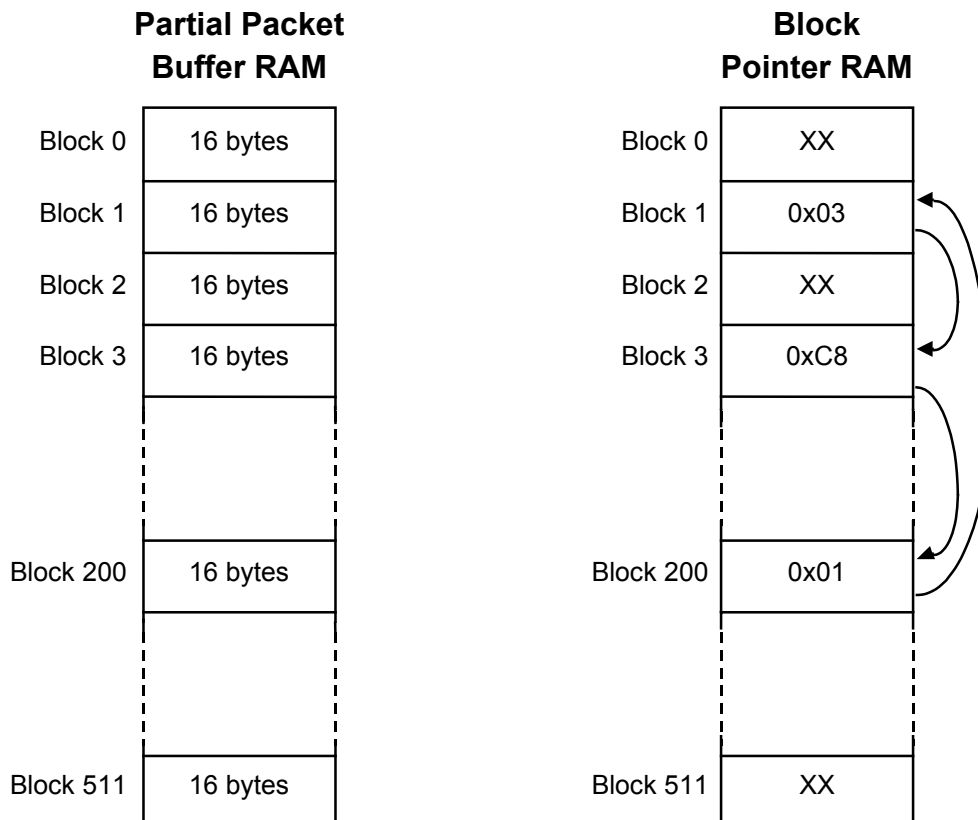 Partial Packet
Buffer RAM
Block 0 16 bytes
Block 1 16 bytes
Block 2 16 bytes
Block 3 16 bytes
Block 200 16 bytes
Block 511 16 bytes
Block
Pointer RAM
Block 0 XX
Block 1 0x03
Block 2 XX
Block 3 0xC8
Block 200 0x01
Block 511 XX